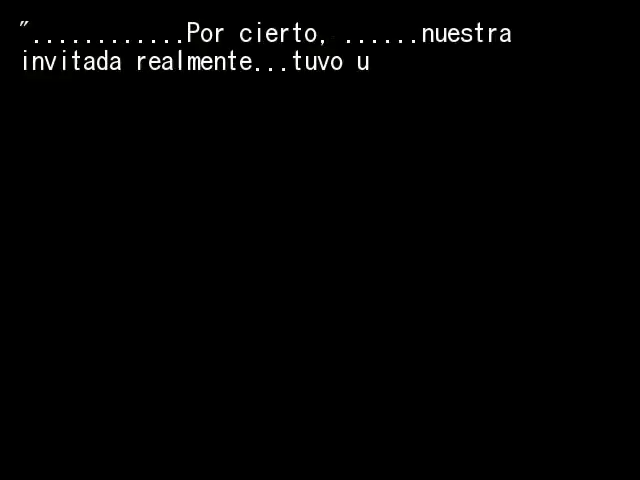 "............Por cierto, ......nuestra
invitada realmente...tuvo u